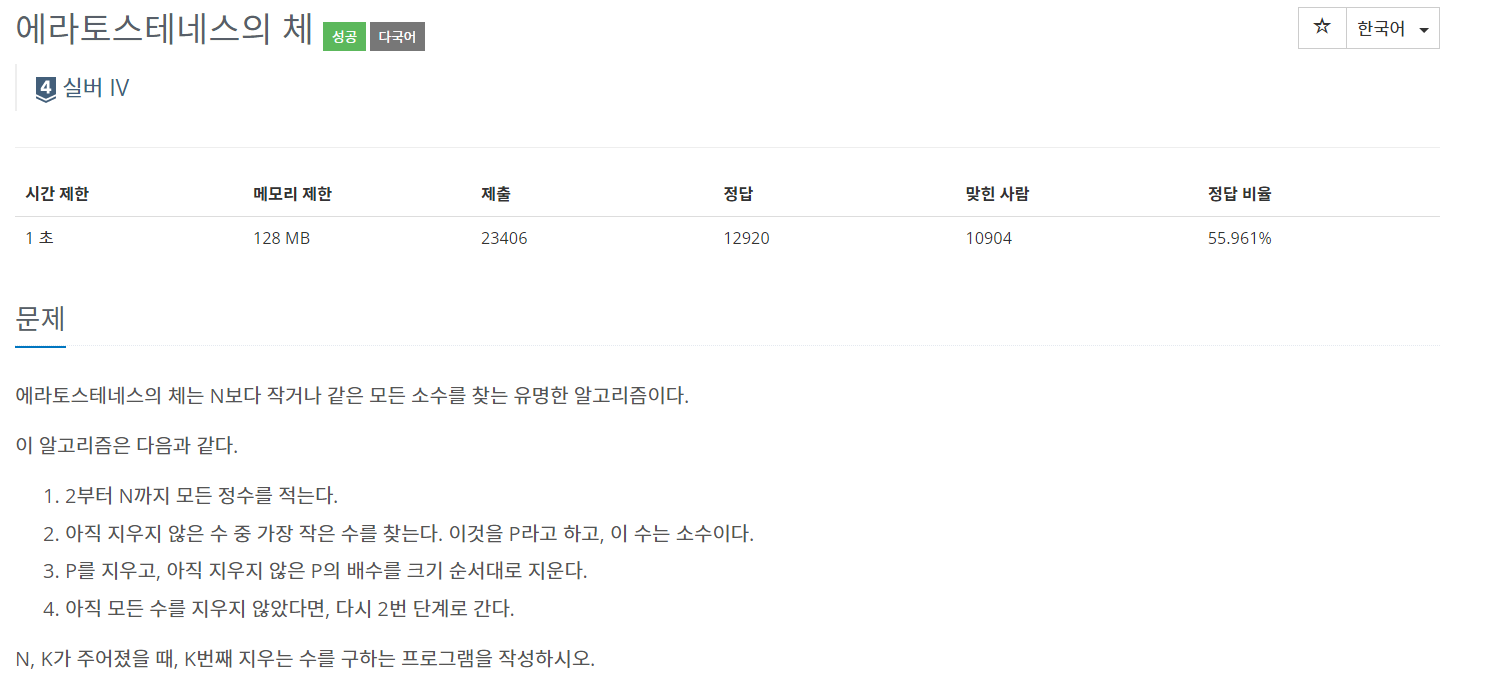 에라토스테네스의 체 성공 다국어
☆ 한국어
4 실버 IV
시간 제한 메모리 제한 제출 정답 맞힌 사람 정답 비율
1 초 128 MB 23406 12920 10904 55.961%
문제
에라토스테네스의 체는 N보다 작거나 같은 모든 소수를 찾는 유명한 알고리즘이다.
이 알고리즘은 다음과 같다.
1. 2부터 N까지 모든 정수를 적는다.
2. 아직 지우지 않은 수 중 가장 작은 수를 찾는다. 이것을 P라고 하고, 이 수는 소수이다.
3. P를 지우고, 아직 지우지 않은 P의 배수를 크기 순서대로 지운다.
4. 아직 모든 수를 지우지 않았다면, 다시 2번 단계로 간다.
N, K가 주어졌을 때, K번째 지우는 수를 구하는 프로그램을 작성하시오.